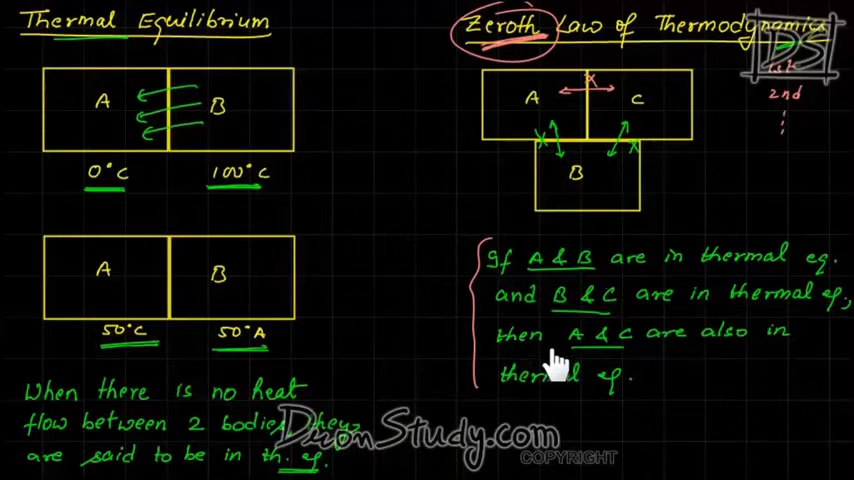 Thermal Equilibrium
A B
0°C 100°C
A B
50°C 50°A
When there is no heat
flow between 2 bodies they
are said to be in th. eq.
Zeroth Law of Thermodynamics
DS
1st
2nd
A X C
X X
B
If A & B are in thermal eq.
and B & C are in thermal eq,
then A & C are also in
thermal eq.
DronStudy.com
COPYRIGHT